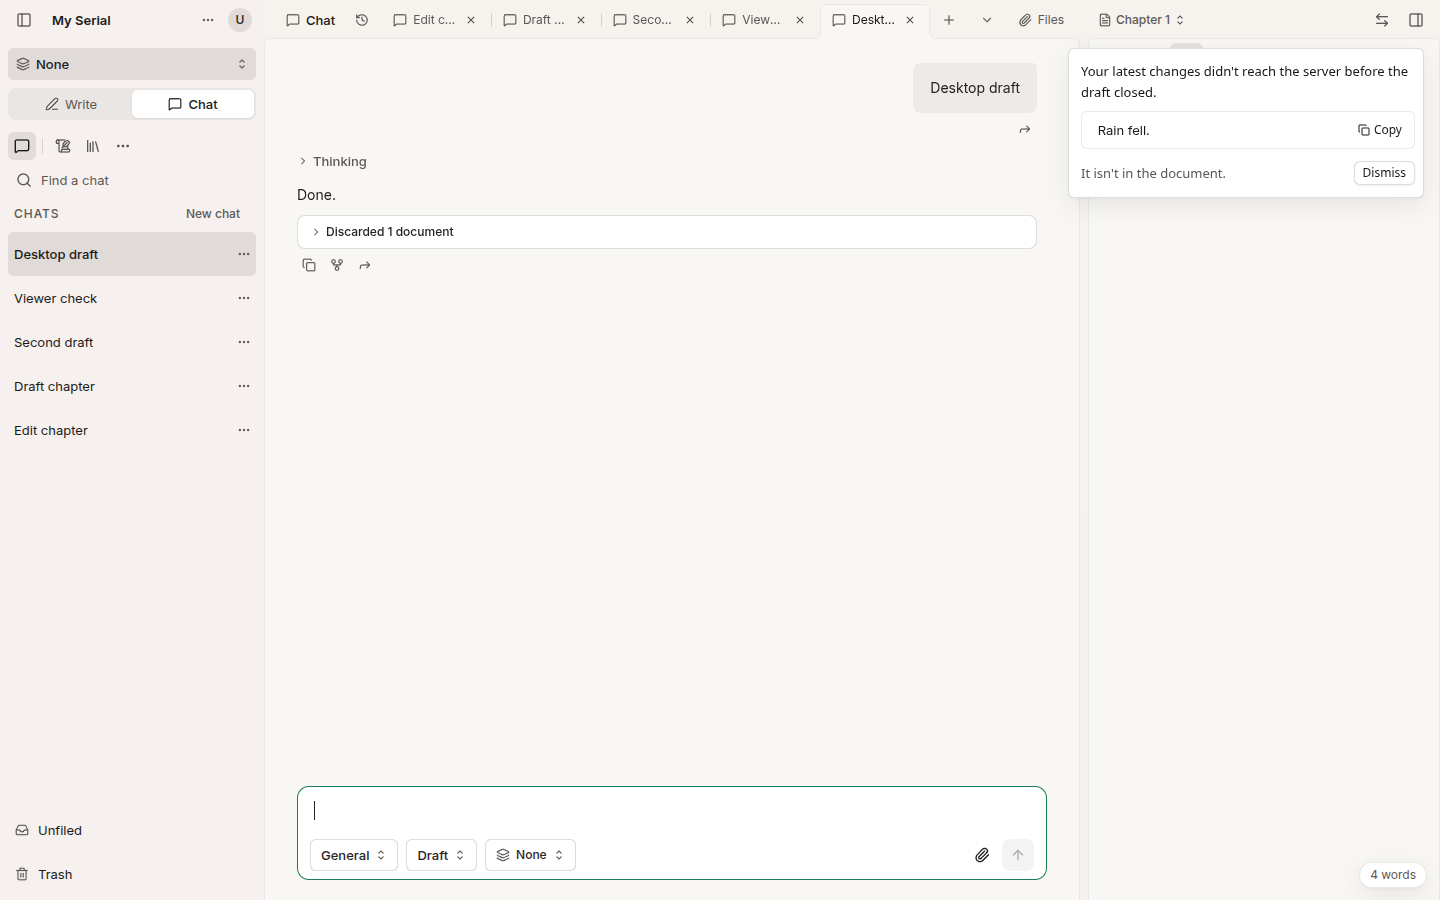 My Serial
U
None
Write
Chat
Find a chat
CHATS
New chat
Desktop draft
Viewer check
Second draft
Draft chapter
Edit chapter
Unfiled
Trash
Chat
Edit c...
Draft ...
Seco...
View...
Deskt...
Files
Chapter 1
Desktop draft
Thinking
Done.
Discarded 1 document
General
Draft
None
Your latest changes didn't reach the server before the
draft closed.
Rain fell.
Copy
It isn't in the document.
Dismiss
4 words